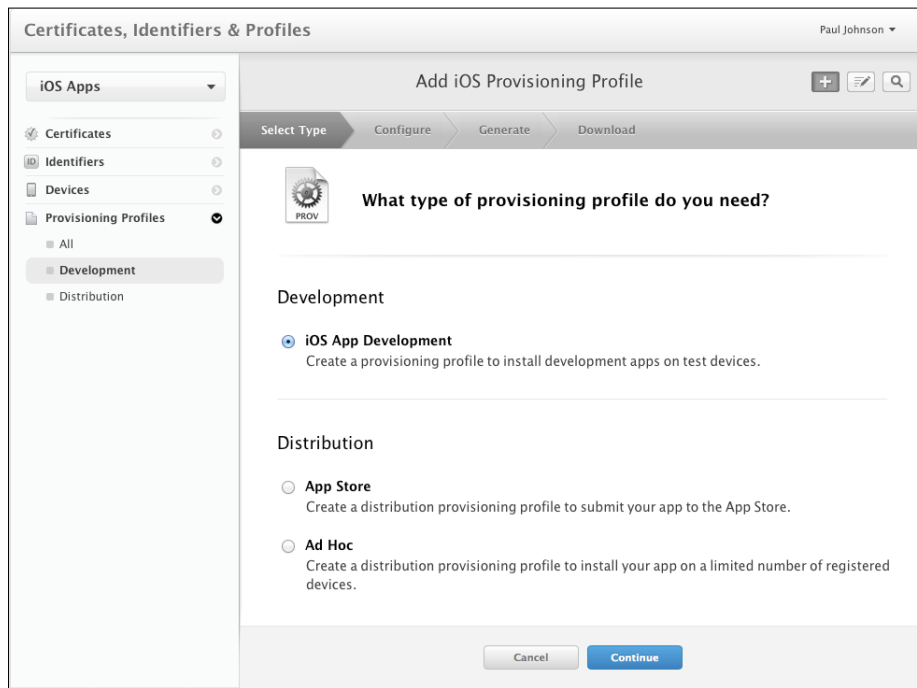 Certificates, Identifiers & Profiles
Paul Johnson
iOS Apps
Add iOS Provisioning Profile
Certificates
ID Identifiers
Devices
Provisioning Profiles
All
Development
Distribution
Select Type
Configure
Generate
Download
PROV
What type of provisioning profile do you need?
Development
iOS App Development
Create a provisioning profile to install development apps on test devices.
Distribution
App Store
Create a distribution provisioning profile to submit your app to the App Store.
Ad Hoc
Create a distribution provisioning profile to install your app on a limited number of registered
devices.
Cancel
Continue